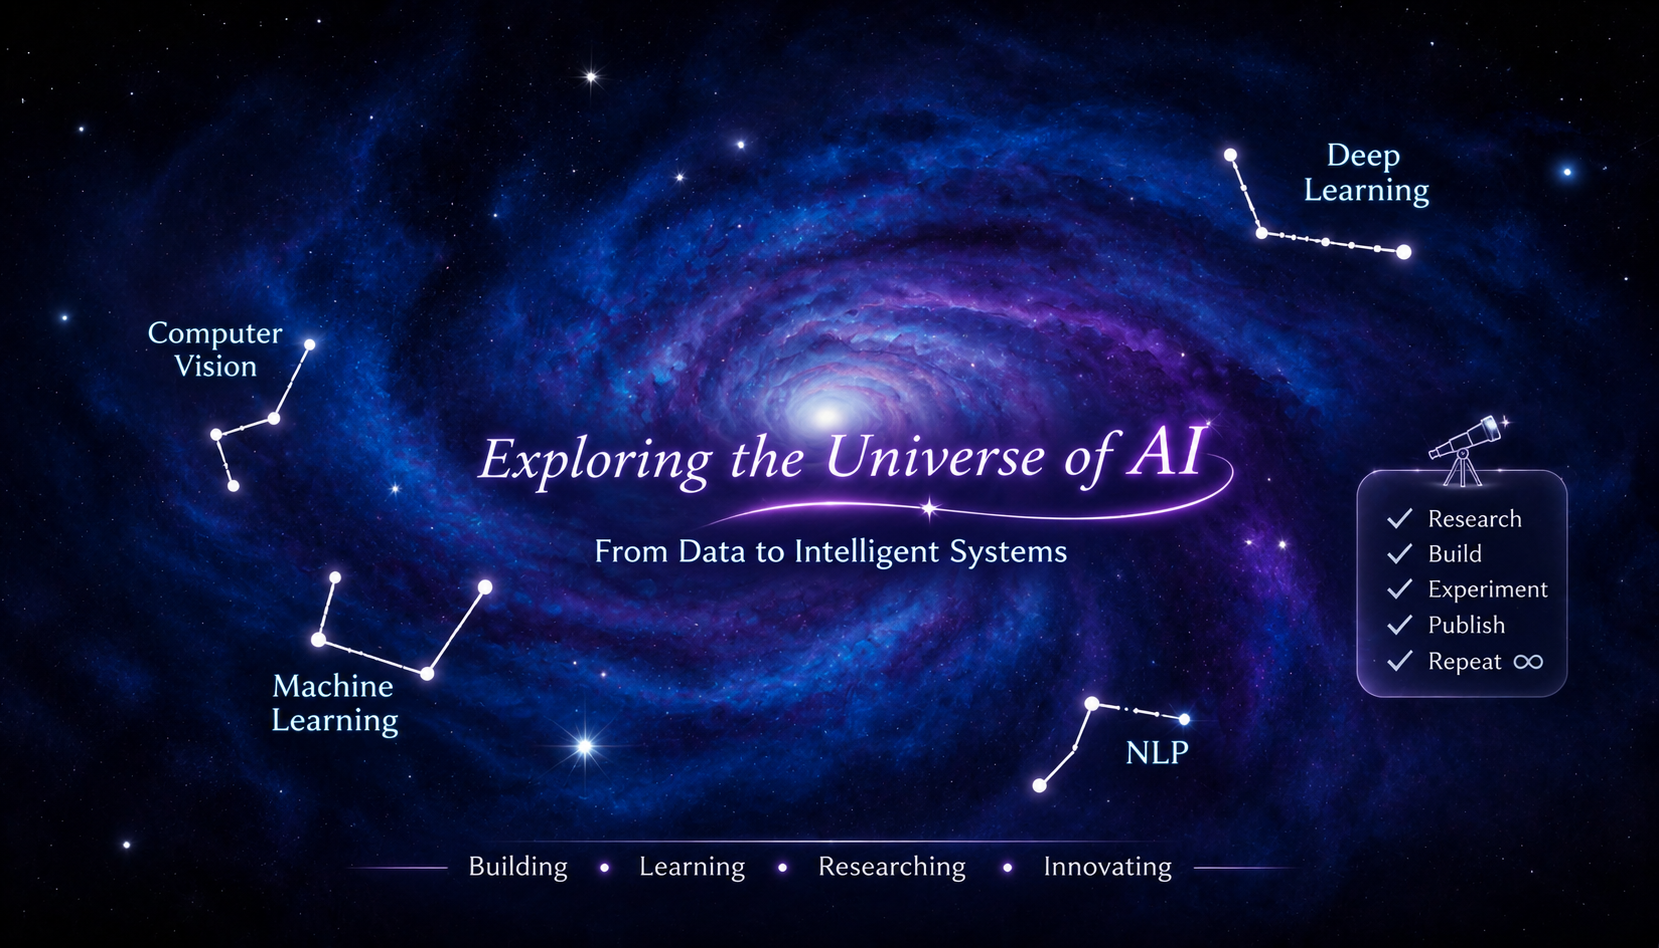 Deep
Learning
Computer
Vision
Exploring the Universe of AI
From Data to Intelligent Systems
✓ Research
✓ Build
✓ Experiment
✓ Publish
✓ Repeat ∞
Machine
Learning
NLP
Building • Learning • Researching • Innovating